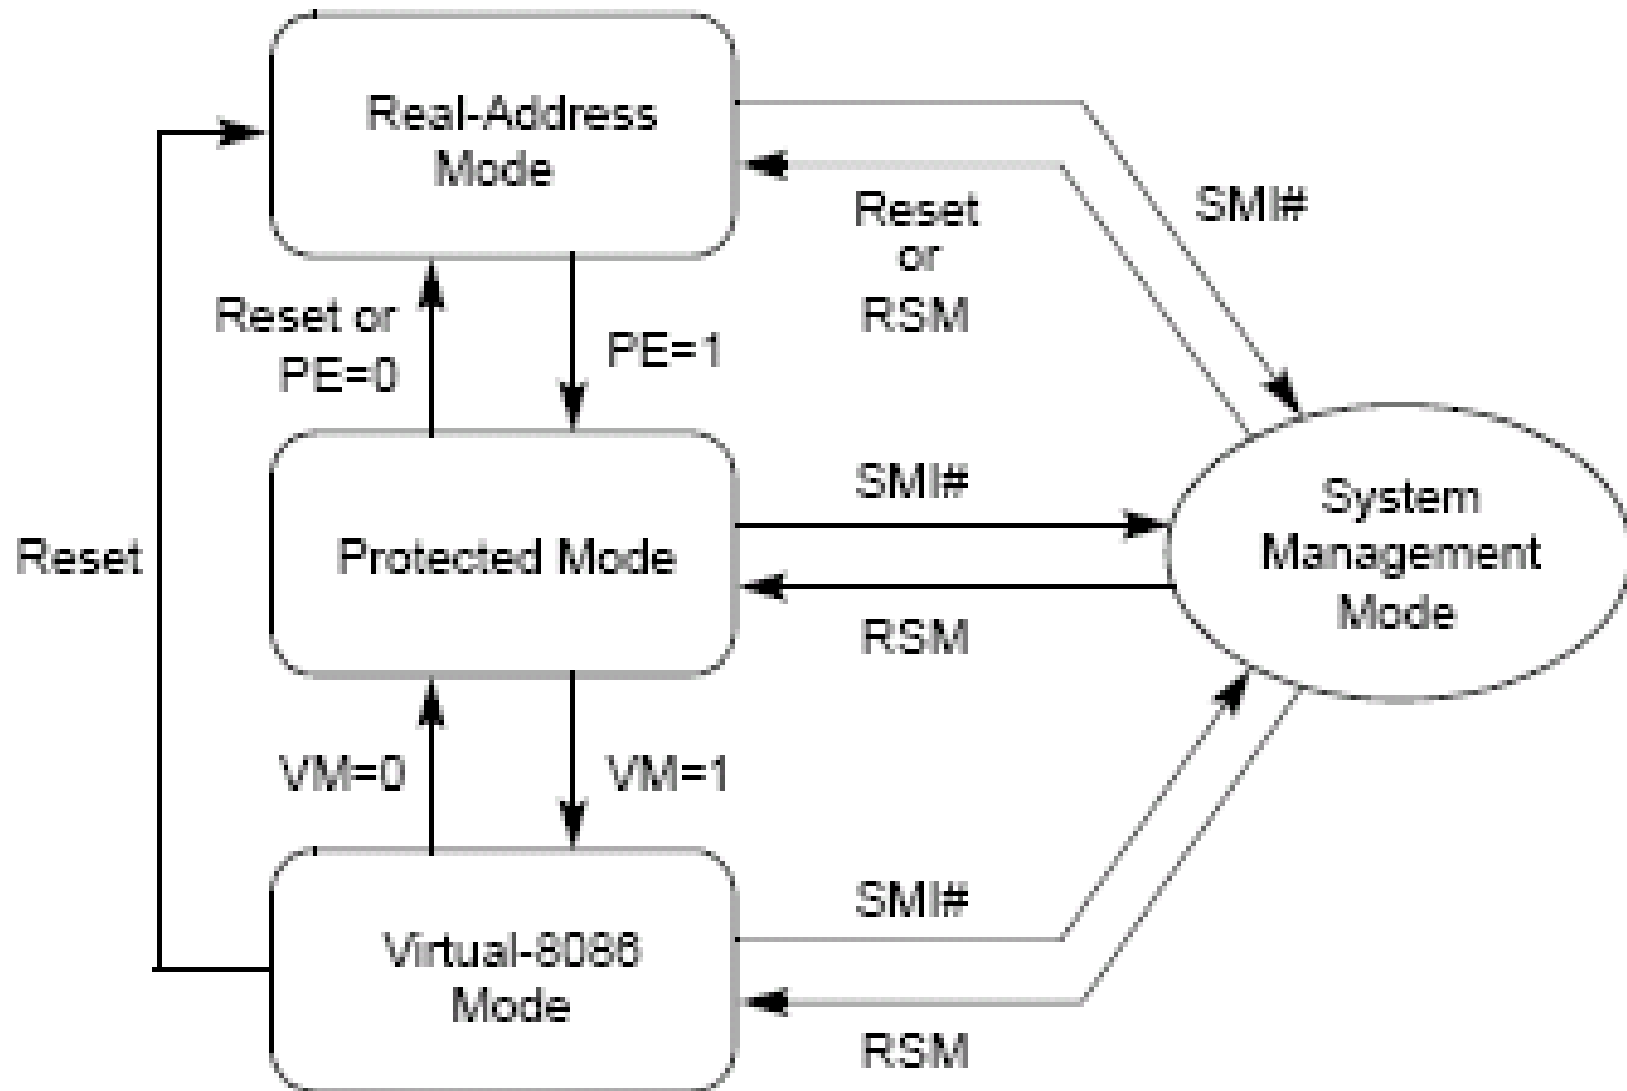 Real-Address
Mode
SMI#
Reset
or
RSM
Reset or
PE=0
PE=1
SMI#
System
Management
Mode
Reset
Protected Mode
RSM
VM=0
VM=1
SMI#
Virtual-8086
Mode
RSM